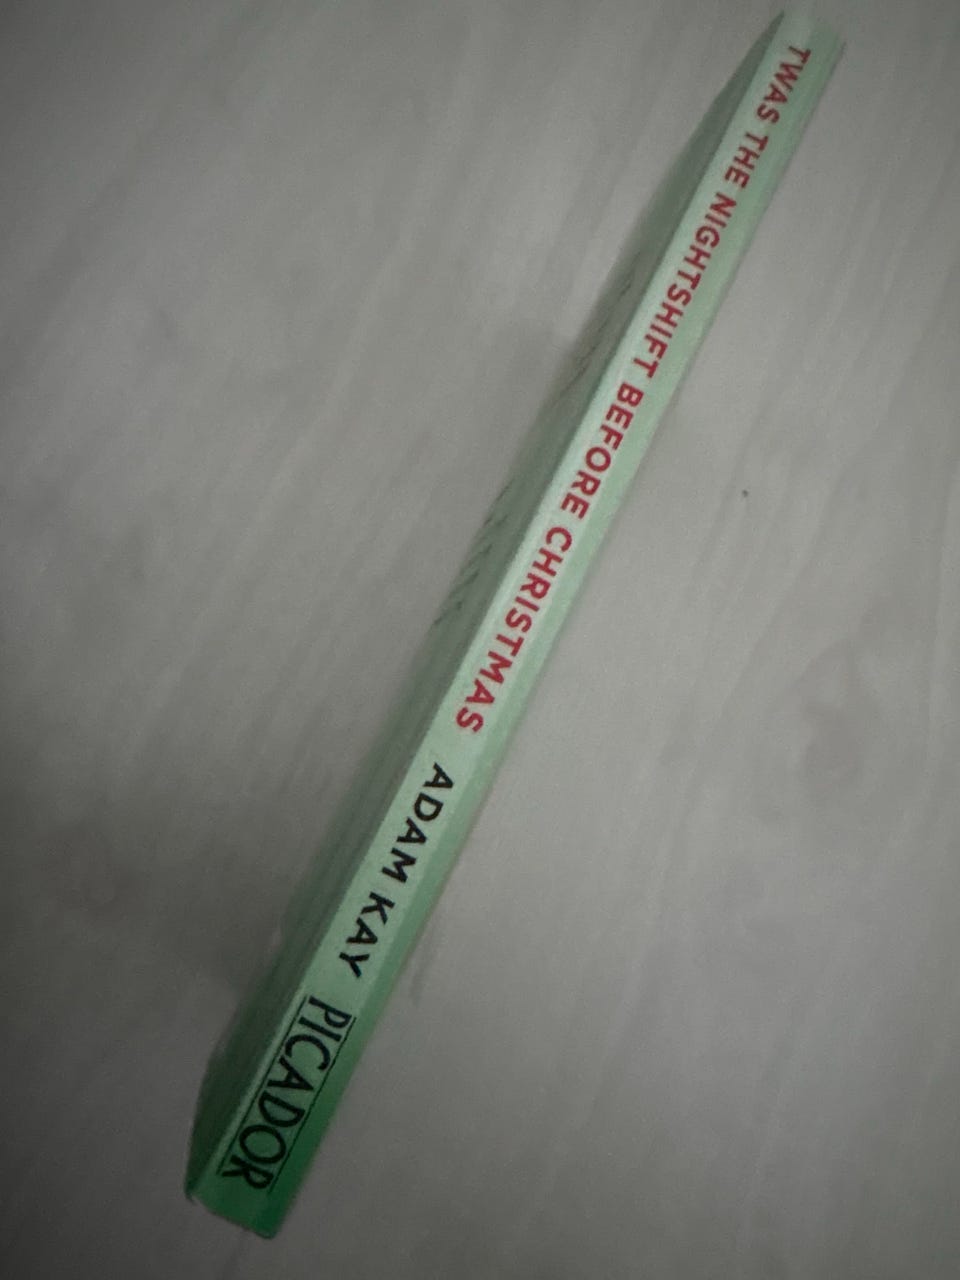 TWAS THE NIGHTSHIFT BEFORE CHRISTMAS ADAM KAY PICADOR